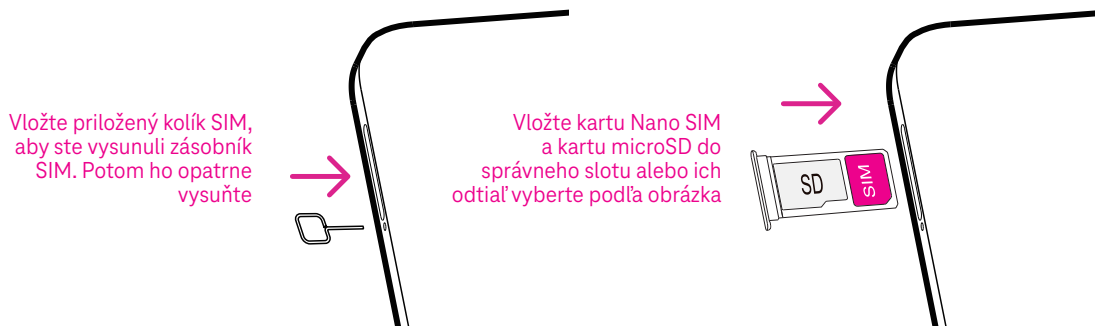 Vložte priložený kolík SIM,
aby ste vysunuli zásobník
SIM. Potom ho opatrne
vysuňte
Vložte kartu Nano SIM
a kartu microSD do
správneho slotu alebo ich
odtiaľ vyberte podľa obrázka
SD
SIM